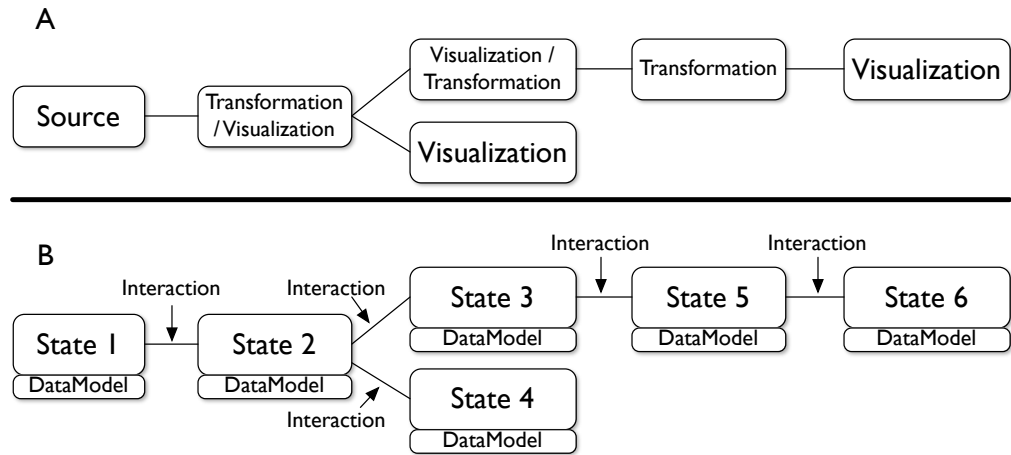 A
Source
Transformation
/ Visualization
Visualization /
Transformation
Transformation
Visualization
Visualization
B
Interaction
Interaction
Interaction
Interaction
Interaction
State 1
DataModel
State 2
DataModel
State 3
DataModel
State 5
DataModel
State 6
DataModel
State 4
DataModel